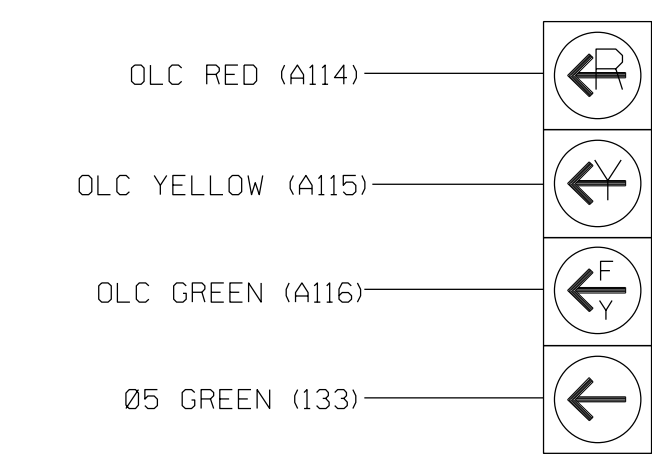 OLC RED (A114)
R
OLC YELLOW (A115)
Y
OLC GREEN (A116)
F
Y
Ø5 GREEN (133)